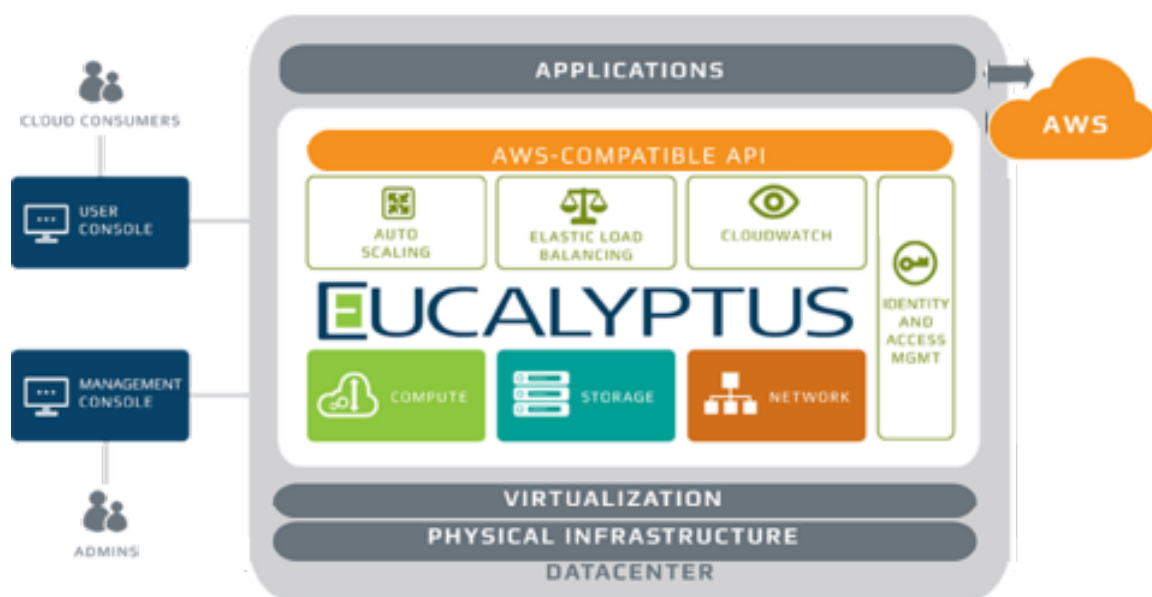 APPLICATIONS
CLOUD CONSUMERS
AWS
AWS-COMPATIBLE API
USER
CONSOLE
AUTO
SCALING
ELASTIC LOAD
BALANCING
CLOUDWATCH
IDENTITY
AND
ACCESS
MGMT
EUCALYPTUS
MANAGEMENT
CONSOLE
COMPUTE
STORAGE
NETWORK
ADMINS
VIRTUALIZATION
PHYSICAL INFRASTRUCTURE
DATACENTER